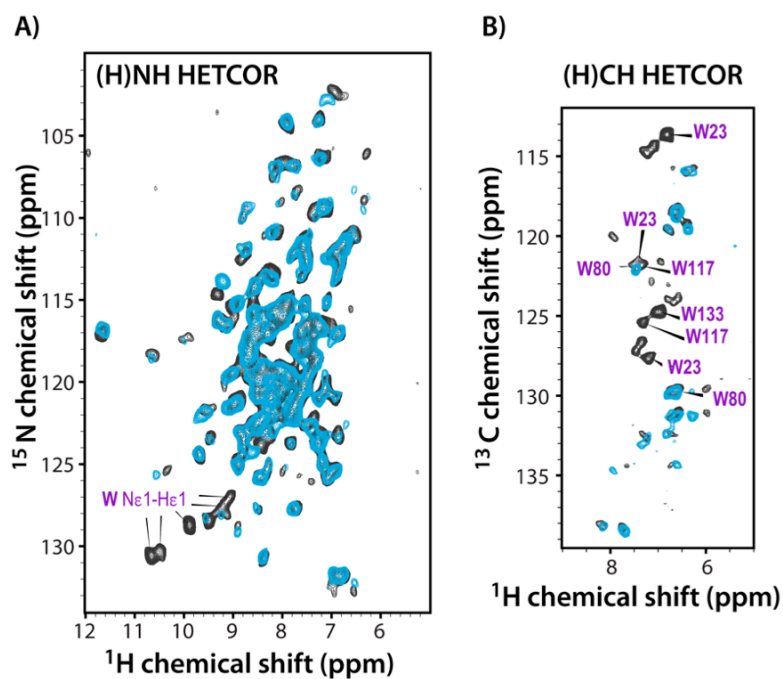 A)
(H)NH HETCOR
105
110
115
120
125
130
15N chemical shift (ppm)
W Nε1-Hε1
12 11 10 9 8 7 6
1H chemical shift (ppm)
B)
(H)CH HETCOR
115
120
125
130
135
13C chemical shift (ppm)
W23
W23
W80
W117
W133
W117
W23
W80
8 6
1H chemical shift (ppm)